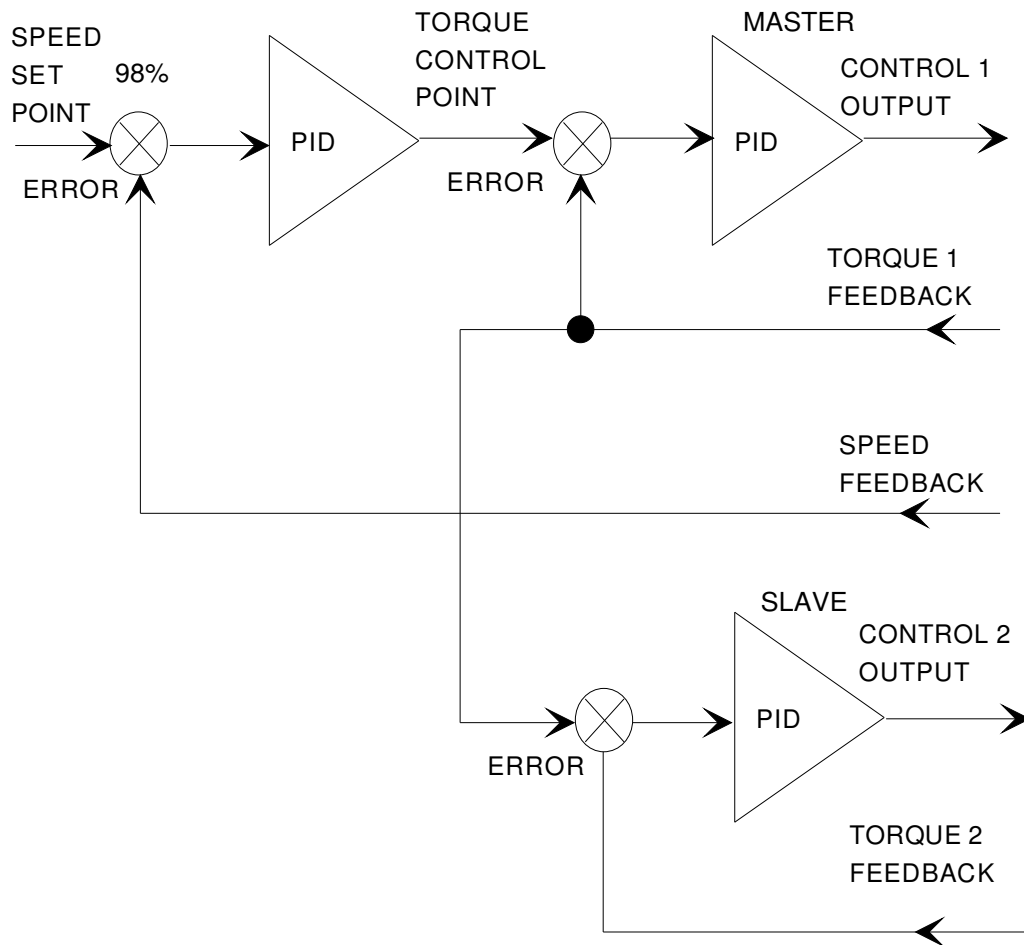 SPEED
SET
POINT
98%
ERROR
PID
TORQUE
CONTROL
POINT
ERROR
MASTER
PID
CONTROL 1
OUTPUT
TORQUE 1
FEEDBACK
SPEED
FEEDBACK
SLAVE
PID
CONTROL 2
OUTPUT
ERROR
TORQUE 2
FEEDBACK